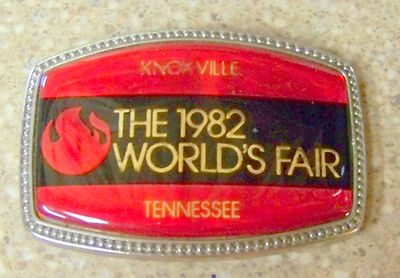 KNOXVILLE
THE 1982
WORLD'S FAIR
TENNESSEE